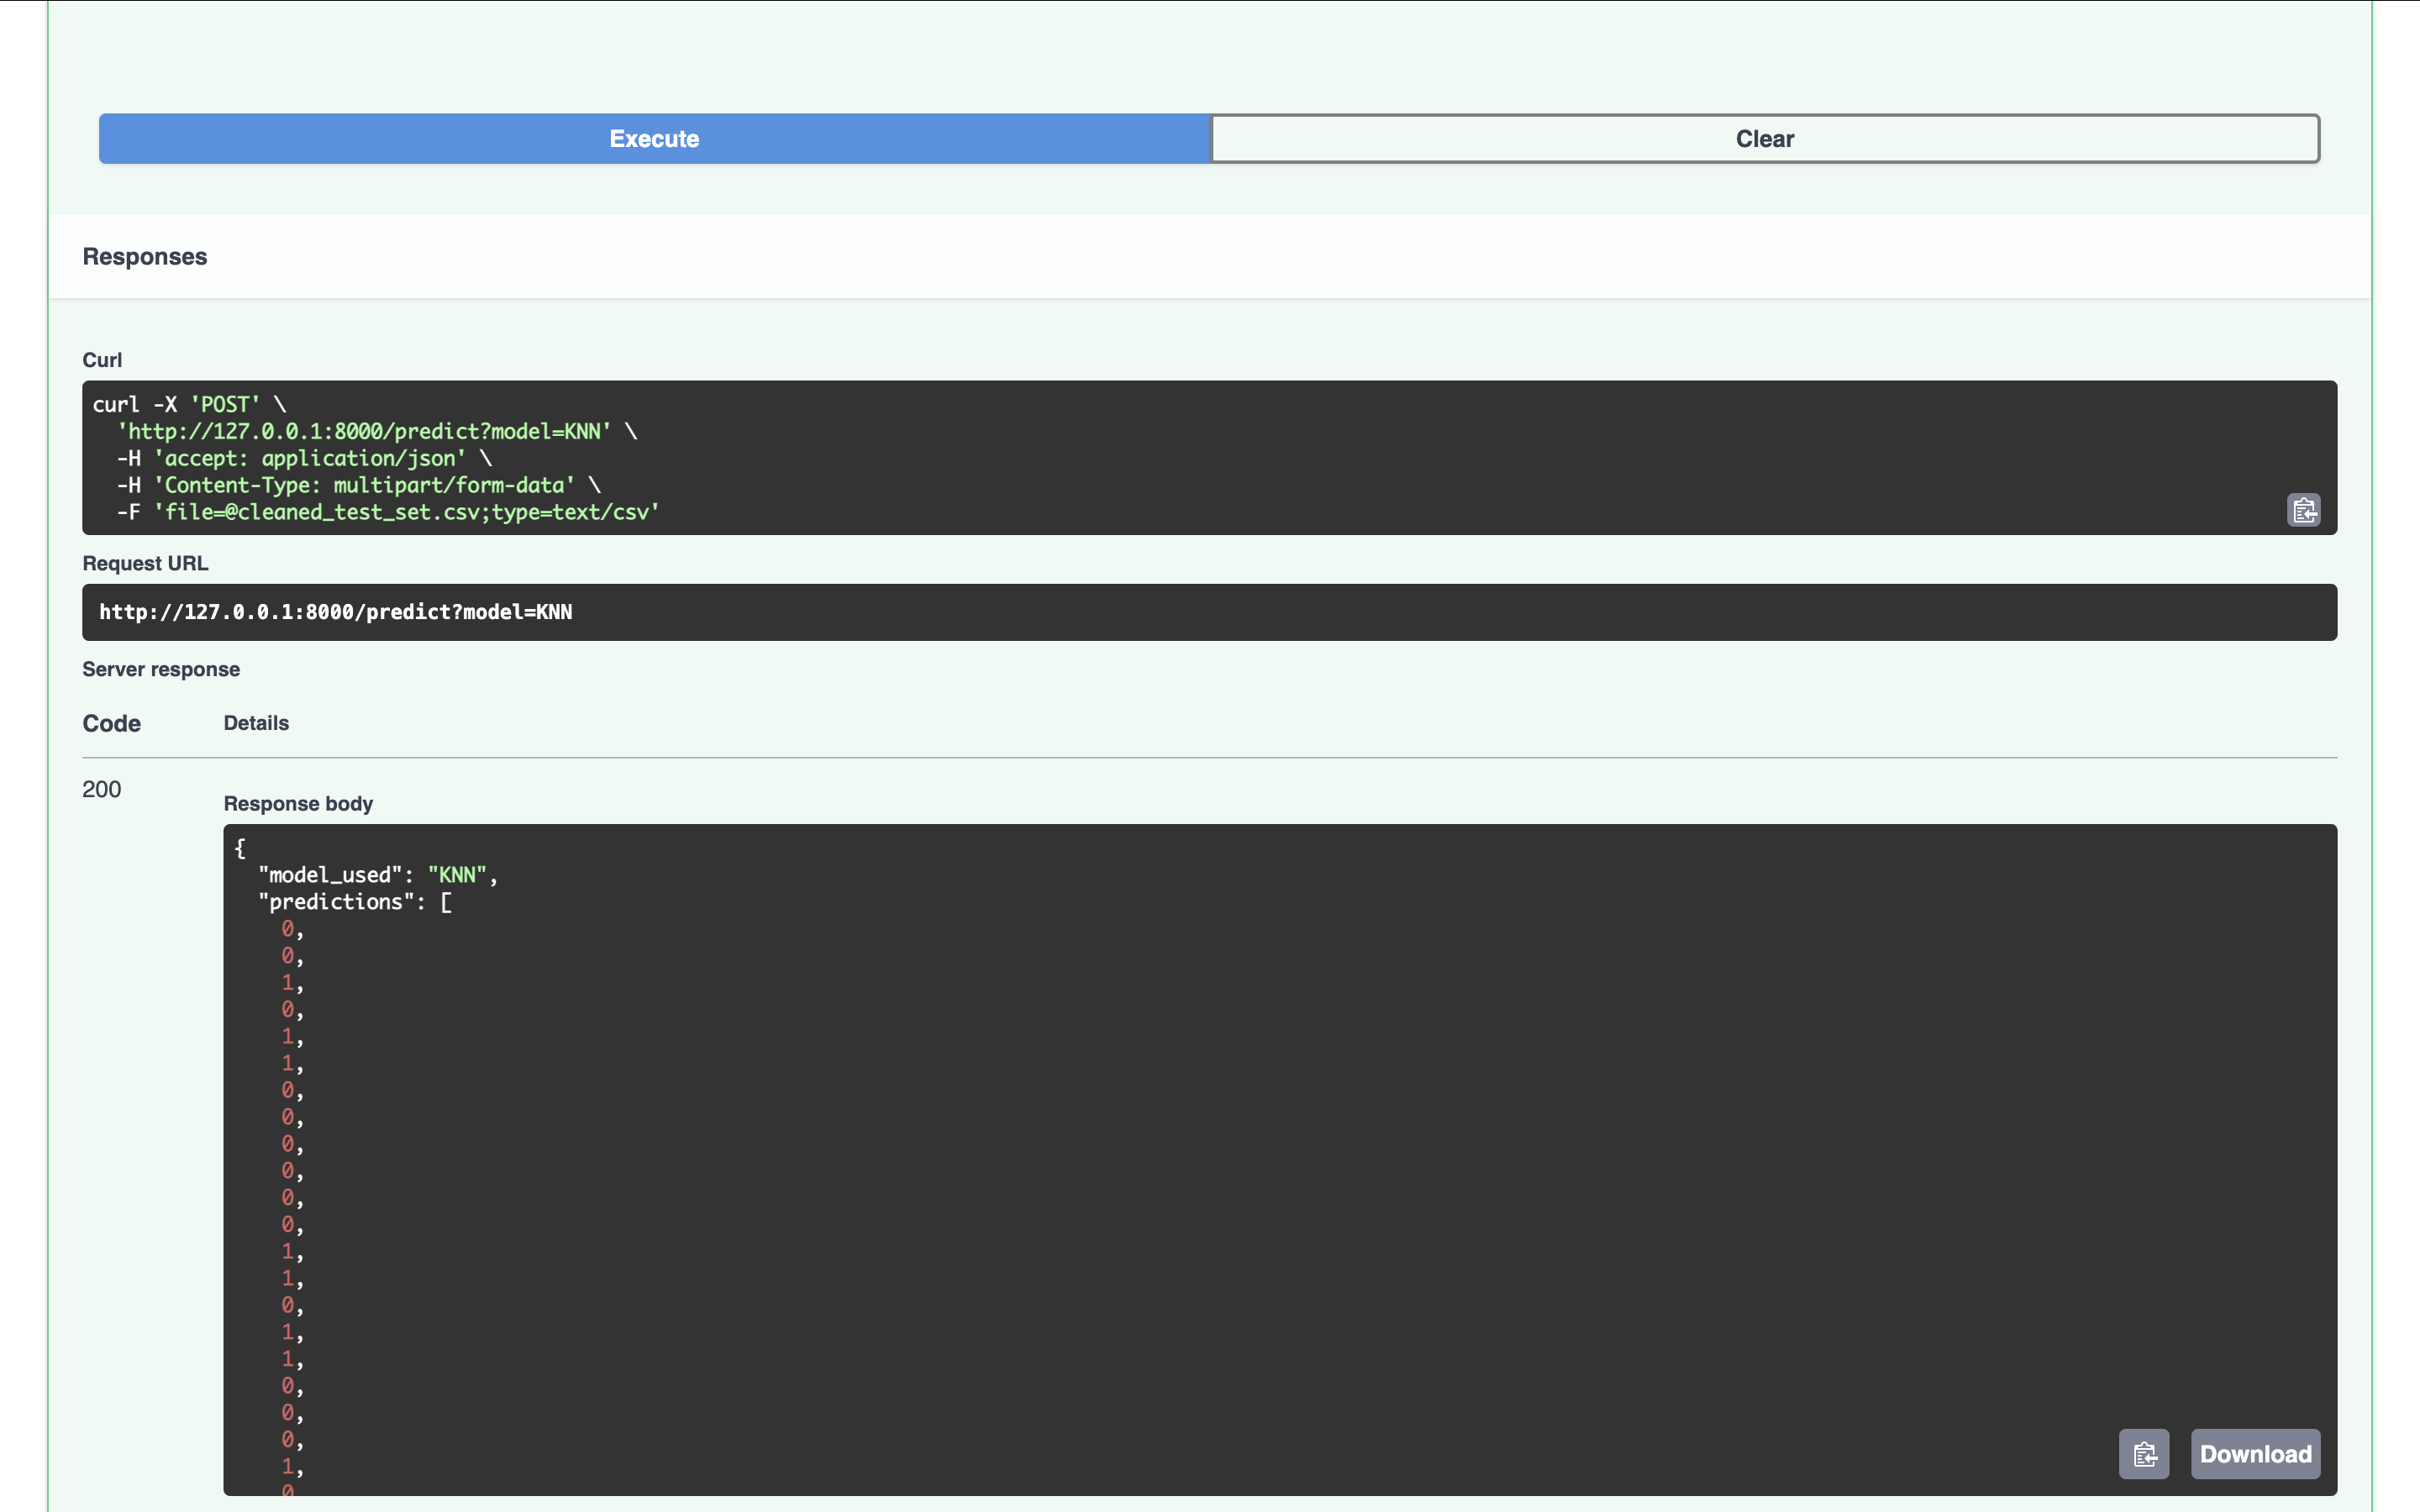 Execute
Clear
Responses
Curl
curl -X 'POST' \
  'http://127.0.0.1:8000/predict?model=KNN' \
  -H 'accept: application/json' \
  -H 'Content-Type: multipart/form-data' \
  -F 'file=@cleaned_test_set.csv;type=text/csv'
Request URL
http://127.0.0.1:8000/predict?model=KNN
Server response
Code Details
200
Response body
{
  "model_used": "KNN",
  "predictions": [
    0,
    0,
    1,
    0,
    1,
    1,
    0,
    0,
    0,
    0,
    0,
    0,
    1,
    1,
    0,
    1,
    1,
    0,
    0,
    0,
    1,
    0
Download